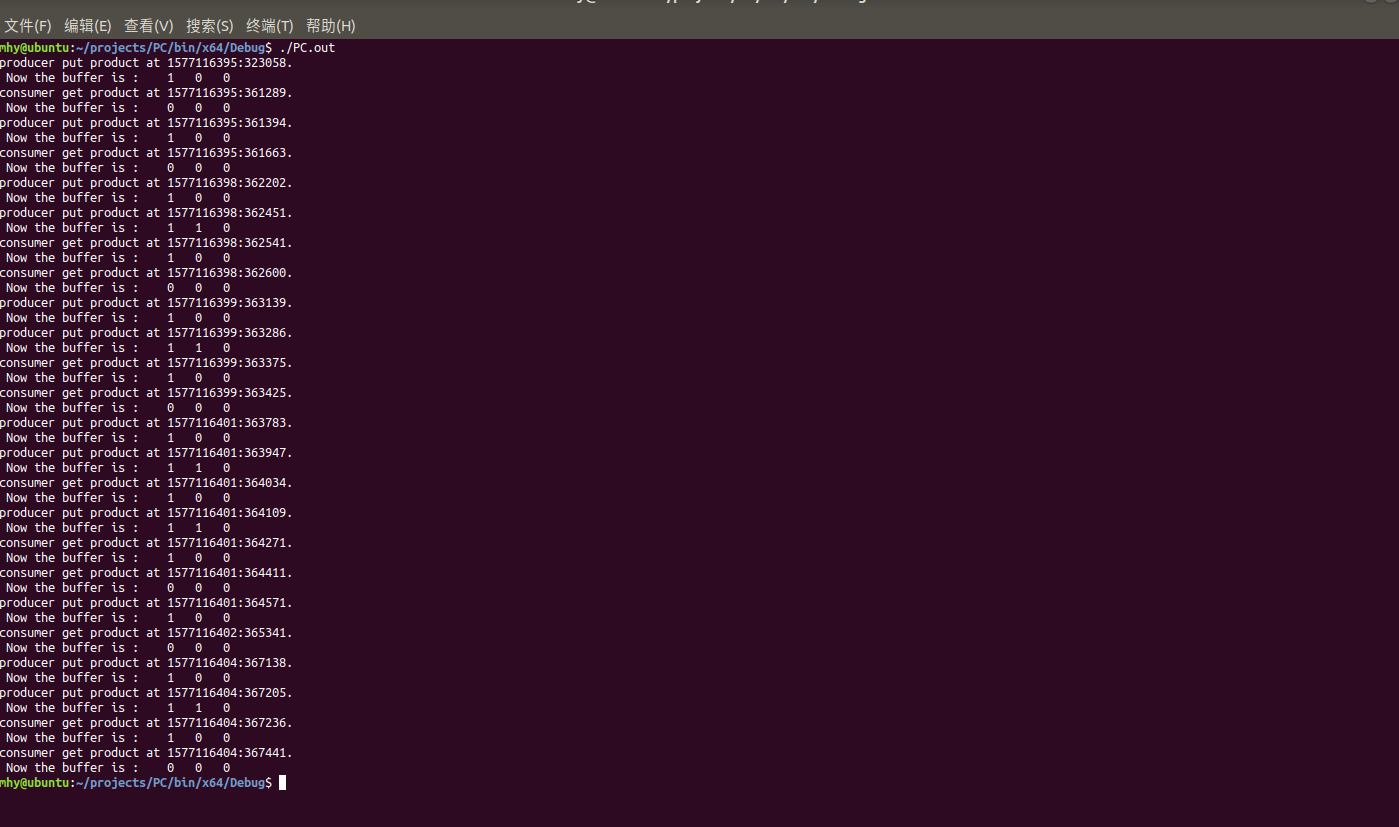 文件(F) 编辑(E) 查看(V) 搜索(S) 终端(T) 帮助(H)
mhy@ubuntu:~/projects/PC/bin/x64/Debug$ ./PC.out
producer put product at 1577116395:323058.
Now the buffer is : 1 0 0
consumer get product at 1577116395:361289.
Now the buffer is : 0 0 0
producer put product at 1577116395:361394.
Now the buffer is : 1 0 0
consumer get product at 1577116395:361663.
Now the buffer is : 0 0 0
producer put product at 1577116398:362202.
Now the buffer is : 1 0 0
producer put product at 1577116398:362451.
Now the buffer is : 1 1 0
consumer get product at 1577116398:362541.
Now the buffer is : 1 0 0
consumer get product at 1577116398:362600.
Now the buffer is : 0 0 0
producer put product at 1577116399:363139.
Now the buffer is : 1 0 0
producer put product at 1577116399:363286.
Now the buffer is : 1 1 0
consumer get product at 1577116399:363375.
Now the buffer is : 1 0 0
consumer get product at 1577116399:363425.
Now the buffer is : 0 0 0
producer put product at 1577116401:363783.
Now the buffer is : 1 0 0
producer put product at 1577116401:363947.
Now the buffer is : 1 1 0
consumer get product at 1577116401:364034.
Now the buffer is : 1 0 0
producer put product at 1577116401:364109.
Now the buffer is : 1 1 0
consumer get product at 1577116401:364271.
Now the buffer is : 1 0 0
consumer get product at 1577116401:364411.
Now the buffer is : 0 0 0
producer put product at 1577116401:364571.
Now the buffer is : 1 0 0
consumer get product at 1577116402:365341.
Now the buffer is : 0 0 0
producer put product at 1577116404:367138.
Now the buffer is : 1 0 0
producer put product at 1577116404:367205.
Now the buffer is : 1 1 0
consumer get product at 1577116404:367236.
Now the buffer is : 1 0 0
consumer get product at 1577116404:367441.
Now the buffer is : 0 0 0
mhy@ubuntu:~/projects/PC/bin/x64/Debug$